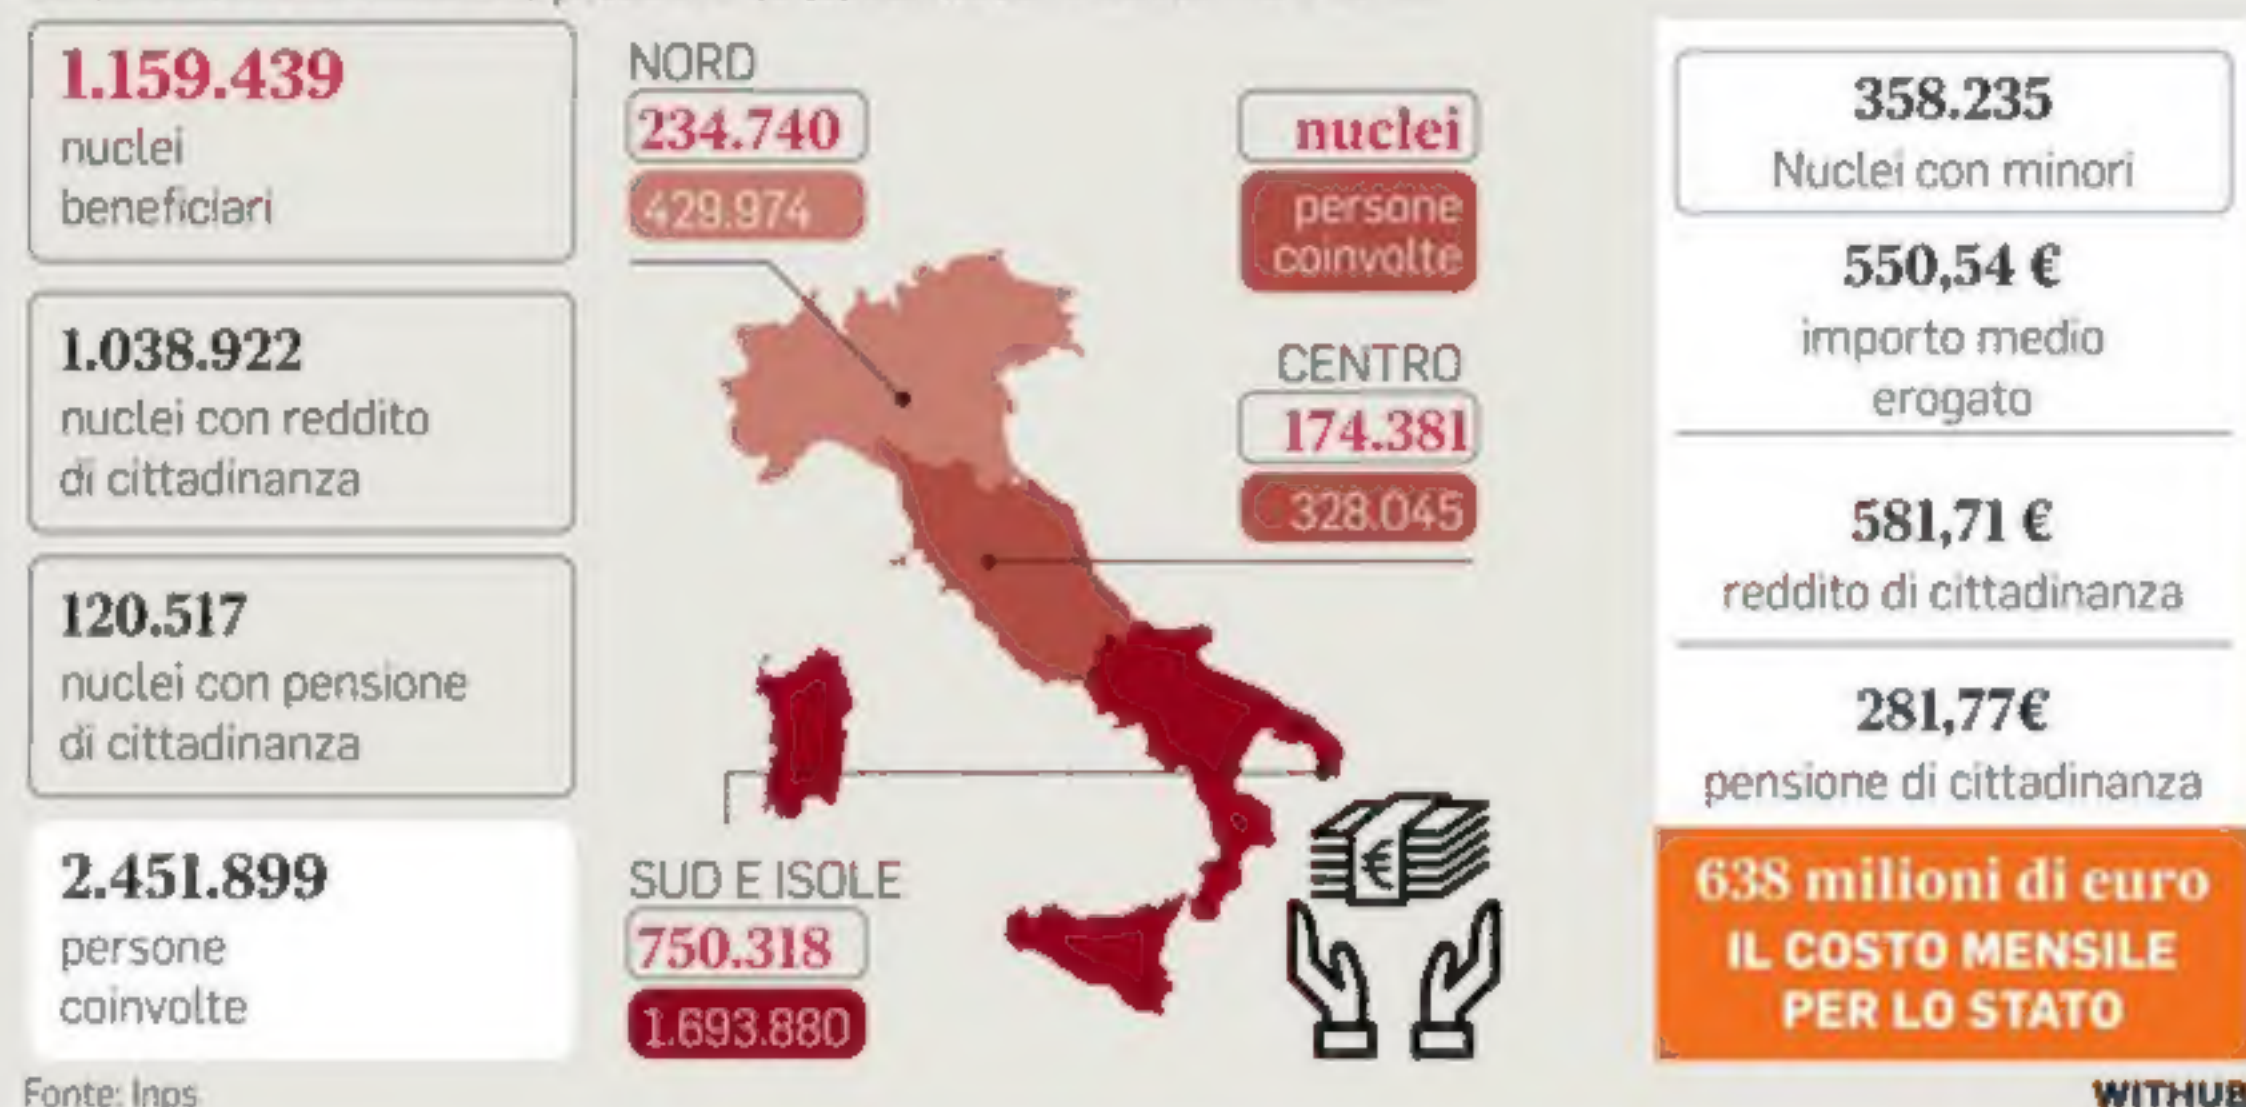 1.159.439
nuclei
beneficiari
1.038.922
nuclei con reddito
di cittadinanza
120.517
nuclei con pensione
di cittadinanza
2.451.899
persone
coinvolte
NORD
234.740
429.974
nuclei
persone
coinvolte
CENTRO
174.381
328.045
SUD E ISOLE
750.318
1.693.880
€
358.235
Nuclei con minori
550,54 €
importo medio
erogato
581,71 €
reddito di cittadinanza
281,77€
pensione di cittadinanza
638 milioni di euro
IL COSTO MENSILE
PER LO STATO
Fonte: Inps
WITHUB